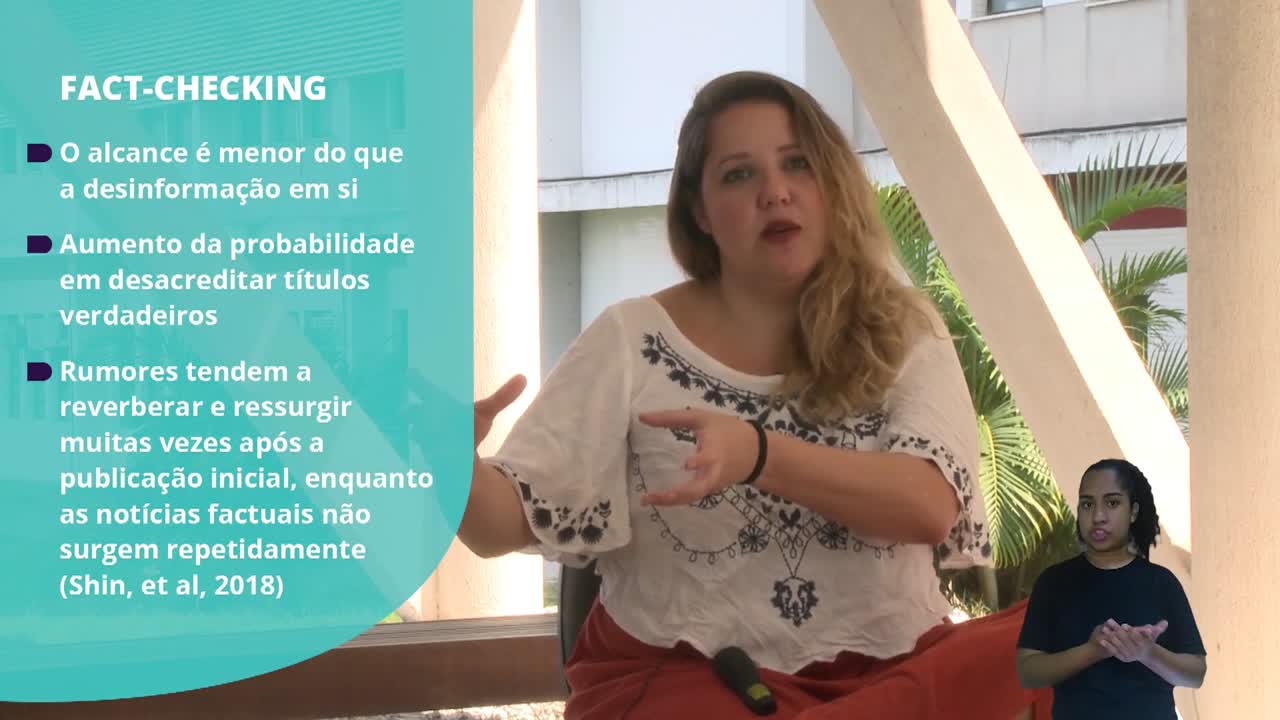 FACT-CHECKING
O alcance é menor do que
a desinformação em si
Aumento da probabilidade
em desacreditar títulos
verdadeiros
Rumores tendem a
reverberar e ressurgir
muitas vezes após a
publicação inicial, enquanto
as notícias factuais não
surgem repetidamente
(Shin, et al, 2018)